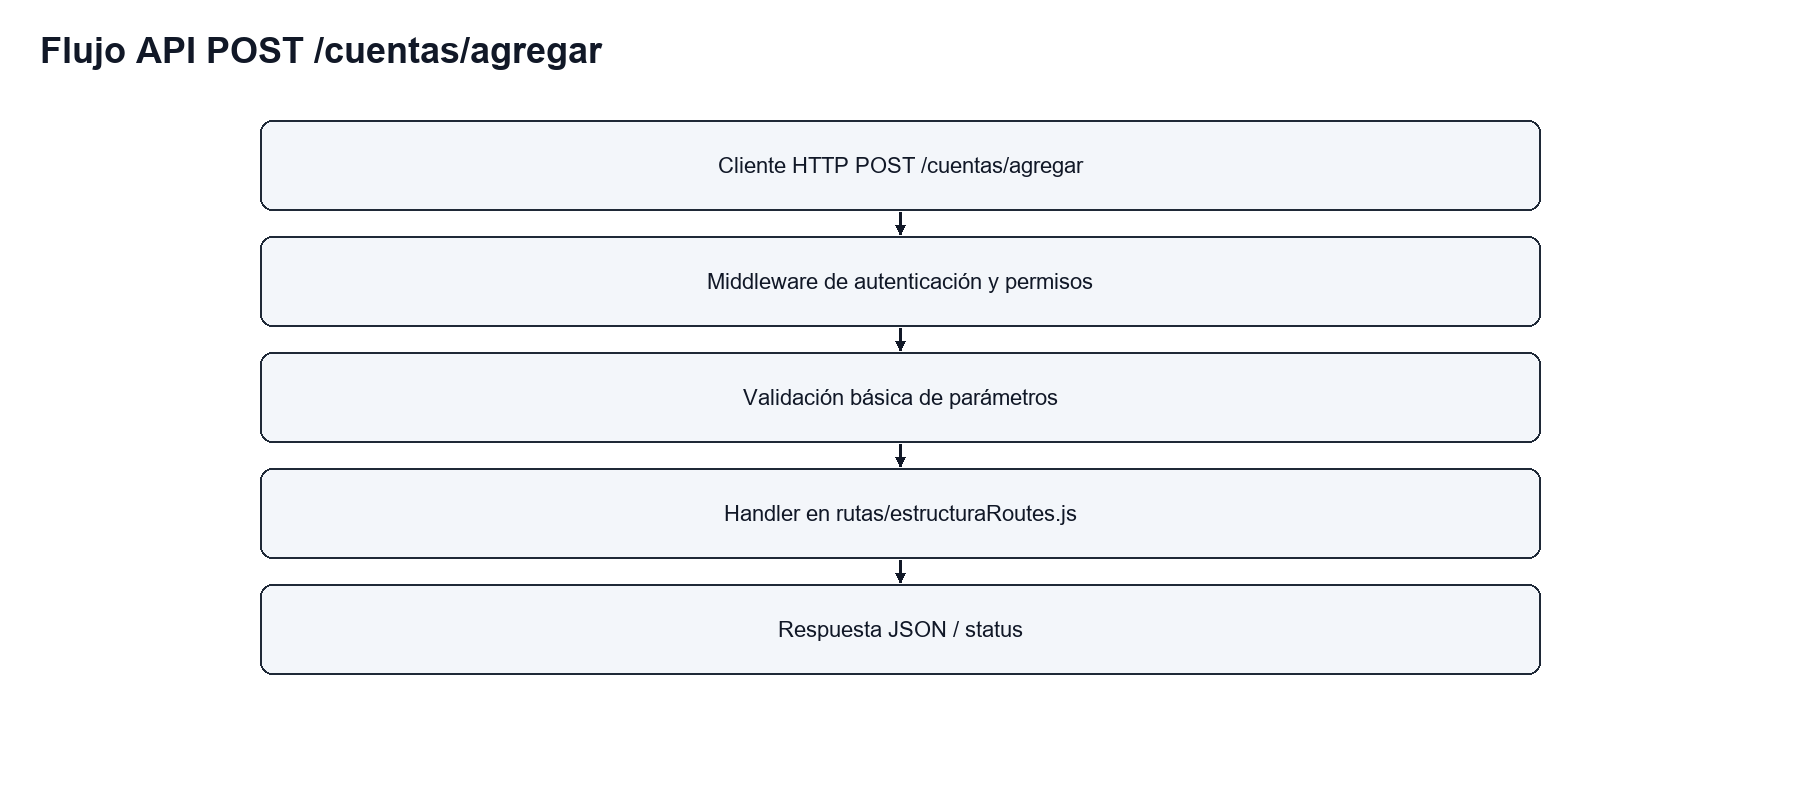 Flujo API POST /cuentas/agregar
Cliente HTTP POST /cuentas/agregar
Middleware de autenticación y permisos
Validación básica de parámetros
Handler en rutas/estructuraRoutes.js
Respuesta JSON / status